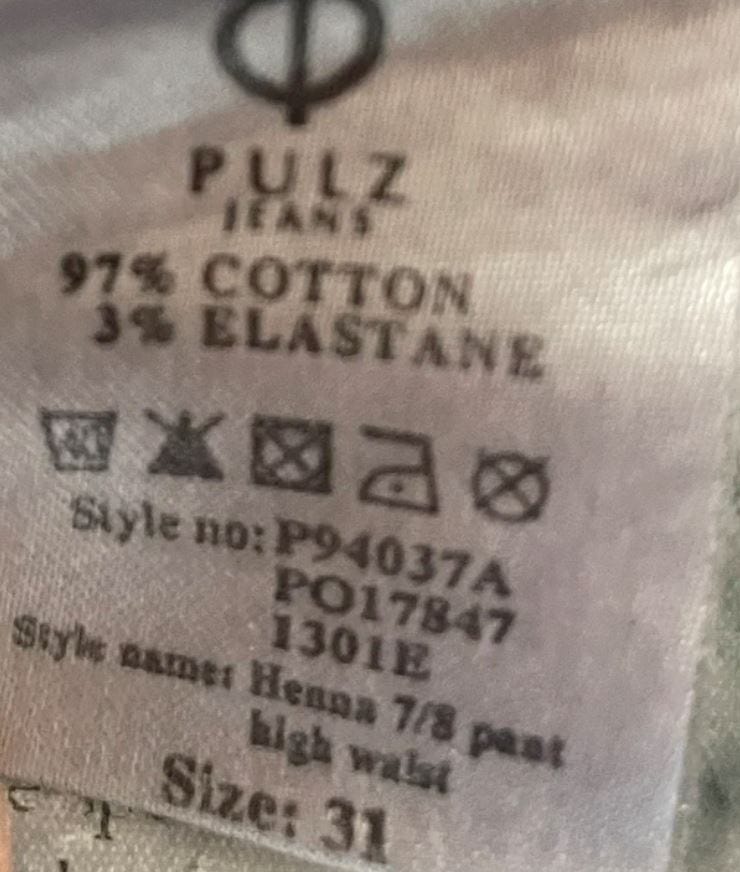 PULZ
JEANS
97% COTTON
3% ELASTANE
40
Style no: P94037A
PO17847
1301E
Style name: Henna 7/8 pant
high waist
Size: 31